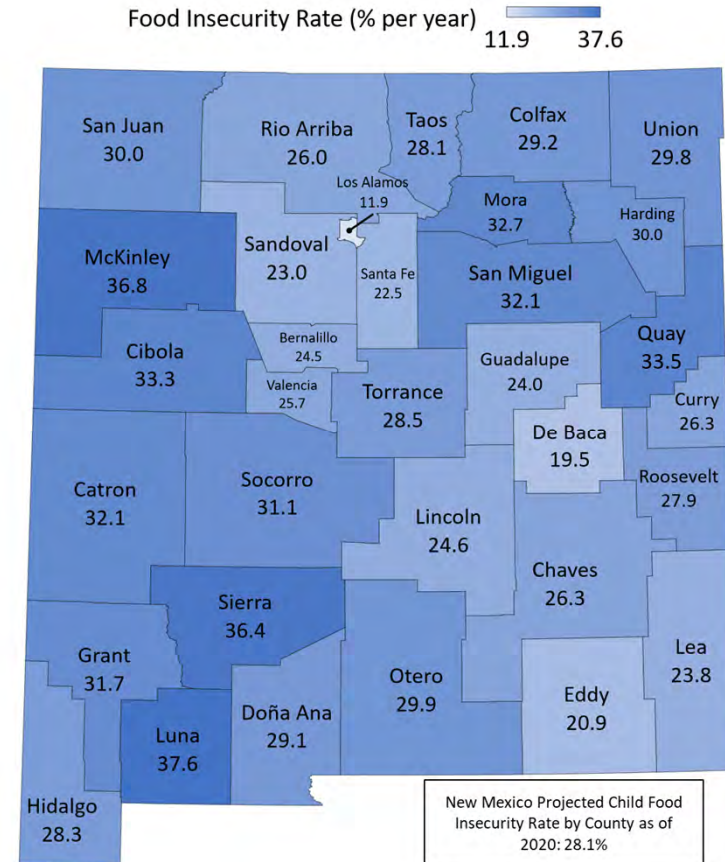 Food Insecurity Rate (% per year)
11.9 37.6
San Juan
30.0
Rio Arriba
26.0
Taos
28.1
Colfax
29.2
Union
29.8
Los Alamos
11.9
Mora
32.7
Harding
30.0
McKinley
36.8
Sandoval
23.0
Santa Fe
22.5
San Miguel
32.1
Quay
33.5
Cibola
33.3
Bernalillo
24.5
Valencia
25.7
Torrance
28.5
Guadalupe
24.0
Curry
26.3
De Baca
19.5
Roosevelt
27.9
Catron
32.1
Socorro
31.1
Lincoln
24.6
Chaves
26.3
Sierra
36.4
Grant
31.7
Luna
37.6
Doña Ana
29.1
Otero
29.9
Eddy
20.9
Lea
23.8
Hidalgo
28.3
New Mexico Projected Child Food
Insecurity Rate by County as of
2020: 28.1%